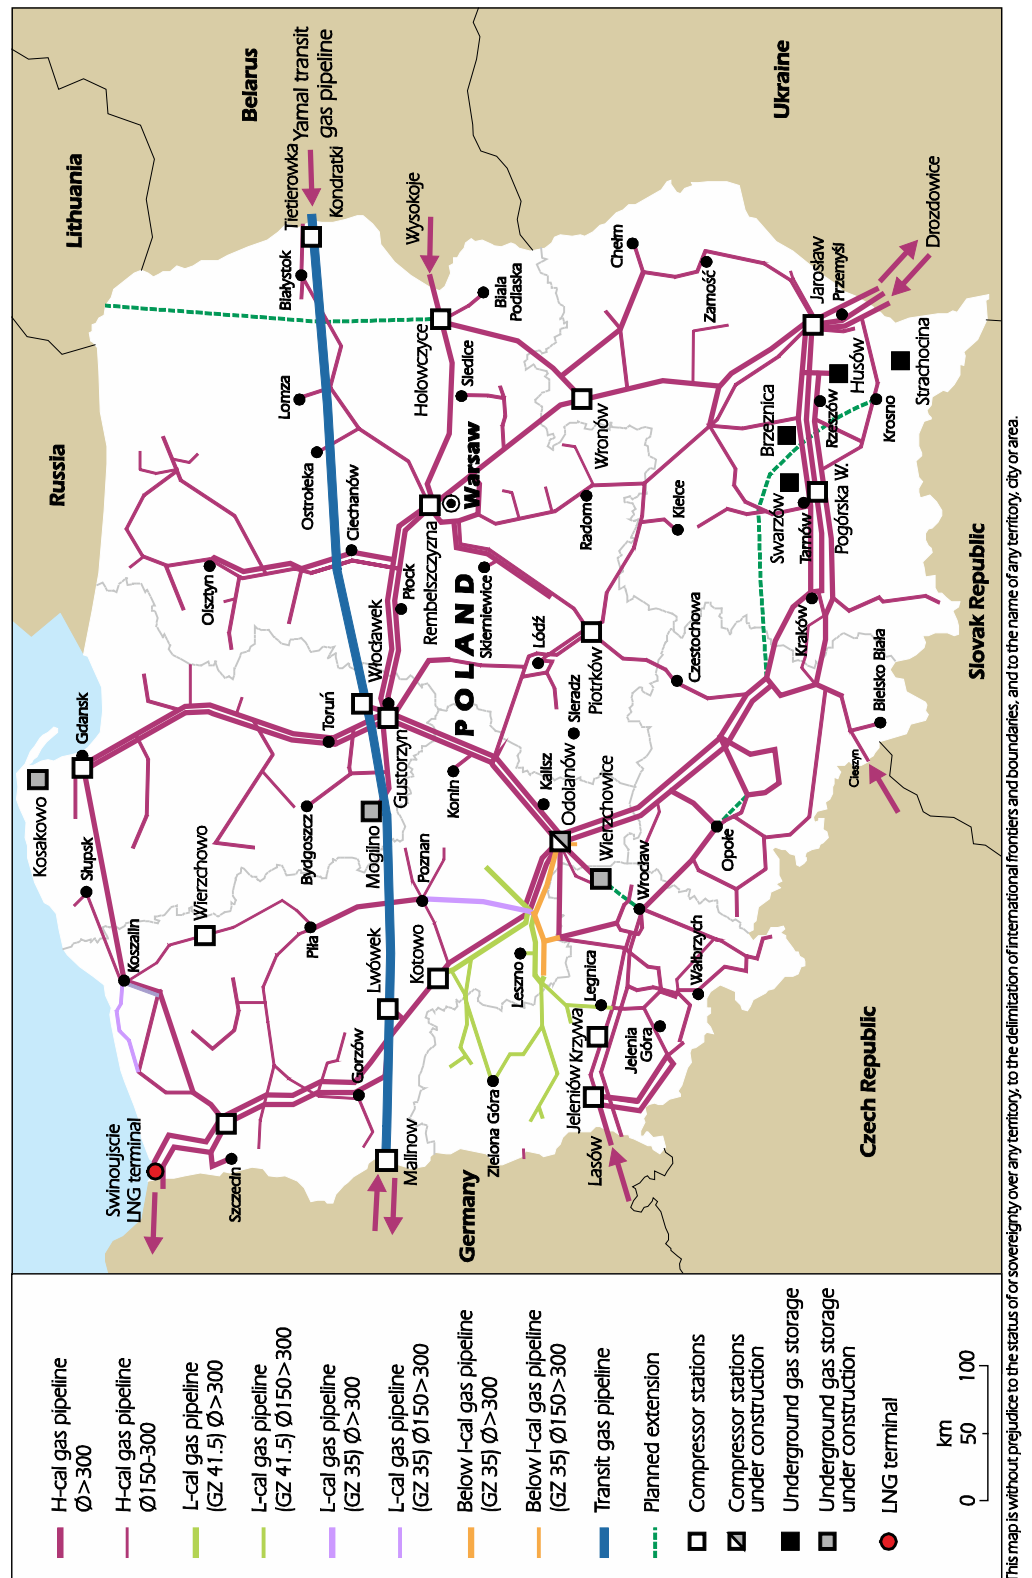 Lithuania
Belarus
Russia
Ukraine
Slovak Republic
Czech Republic
Germany
POLAND
Yamal transit
gas pipeline
Tietierowka
Kondratki
Wysokoje
Drozdowice
Białystok
Lomza
Ostrołeka
Ciechanów
Olsztyn
Płock
Włocławek
Toruń
Gdansk
Kosakowo
Słupsk
Koszalin
Wierzchowo
Bydgoszcz
Piła
Mogilno
Gustorzyn
Poznan
Konin
Lwówek
Kotowo
Gorzów
Swinoujscie
LNG terminal
Szczedn
Mallnow
Zielona Góra
Leszno
Legnica
Jeleniów
Krzywa
Jelenia
Góra
Lasów
Wałbrzych
Wrocław
Wierzchowice
Odolanów
Kalisz
Sieradz
Opole
Łódź
Piotrków
Skierniewice
Rembelszczyzna
Warsaw
Siedlce
Hołowczyce
Biala
Podlaska
Chełm
Zamość
Wronów
Radom
Kielce
Czestochowa
Kraków
Bielsko Biała
Cieszyn
Tarnów
Swarzów
Pogórska W.
Brzeznica
Rzeszów
Husów
Krosno
Strachocina
Jarosław
Przemyśl
H-cal gas pipeline
Ø>300
H-cal gas pipeline
Ø150-300
L-cal gas pipeline
(GZ 41.5) Ø>300
L-cal gas pipeline
(GZ 41.5) Ø150>300
L-cal gas pipeline
(GZ 35) Ø>300
L-cal gas pipeline
(GZ 35) Ø150>300
Below l-cal gas pipeline
(GZ 35) Ø>300
Below l-cal gas pipeline
(GZ 35) Ø150>300
Transit gas pipeline
Planned extension
Compressor stations
Compressor stations
under construction
Underground gas storage
Underground gas storage
under construction
LNG terminal
km
0 50 100
This map is without prejudice to the status of or sovereignty over any territory, to the delimitation of international frontiers and boundaries, and to the name of any territory, city or area.